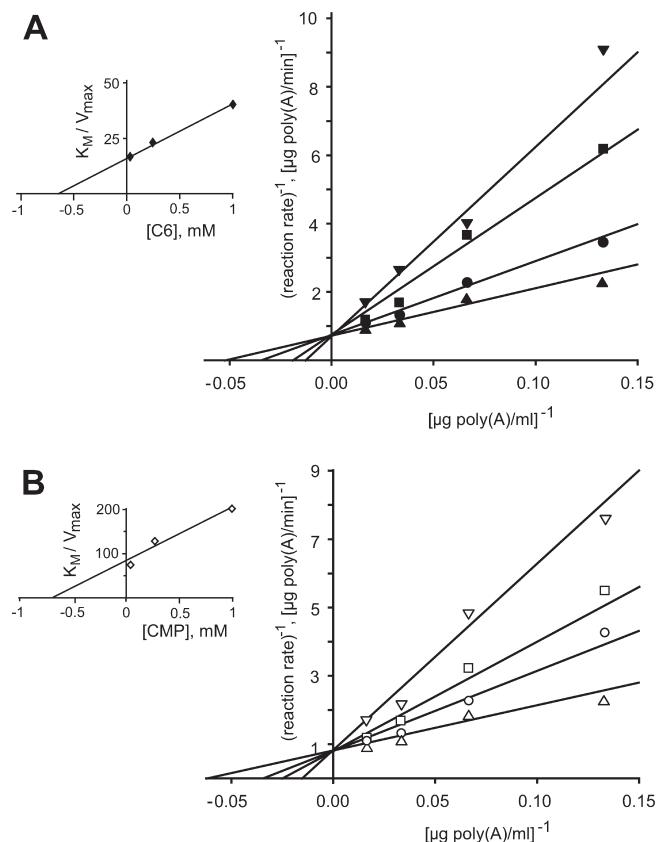 A
10
8
6
4
2
(reaction rate)-1, [µg poly(A)/min]-1
-0.05 0.00 0.05 0.10 0.15
[µg poly(A)/ml]-1
50
25
KM / Vmax
-1 -0.5 0 0.5 1
[C6], mM
B
9
7
5
3
1
(reaction rate)-1, [µg poly(A)/min]-1
-0.05 0.00 0.05 0.10 0.15
[µg poly(A)/ml]-1
200
100
KM / Vmax
-1 -0.5 0 0.5 1
[CMP], mM